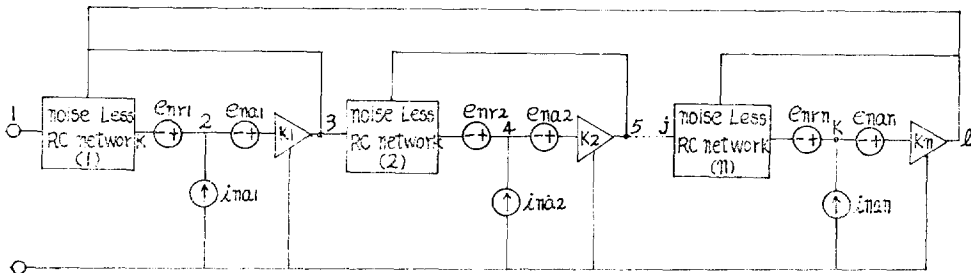 1
noise Less
RC network
(1)
enr1
2
ena1
K1
3
ina1
noise Less
RC network
(2)
enr2
4
ena2
K2
5
ina2
j
noise Less
RC network
(n)
enrn
K
enan
Kn
l
inan